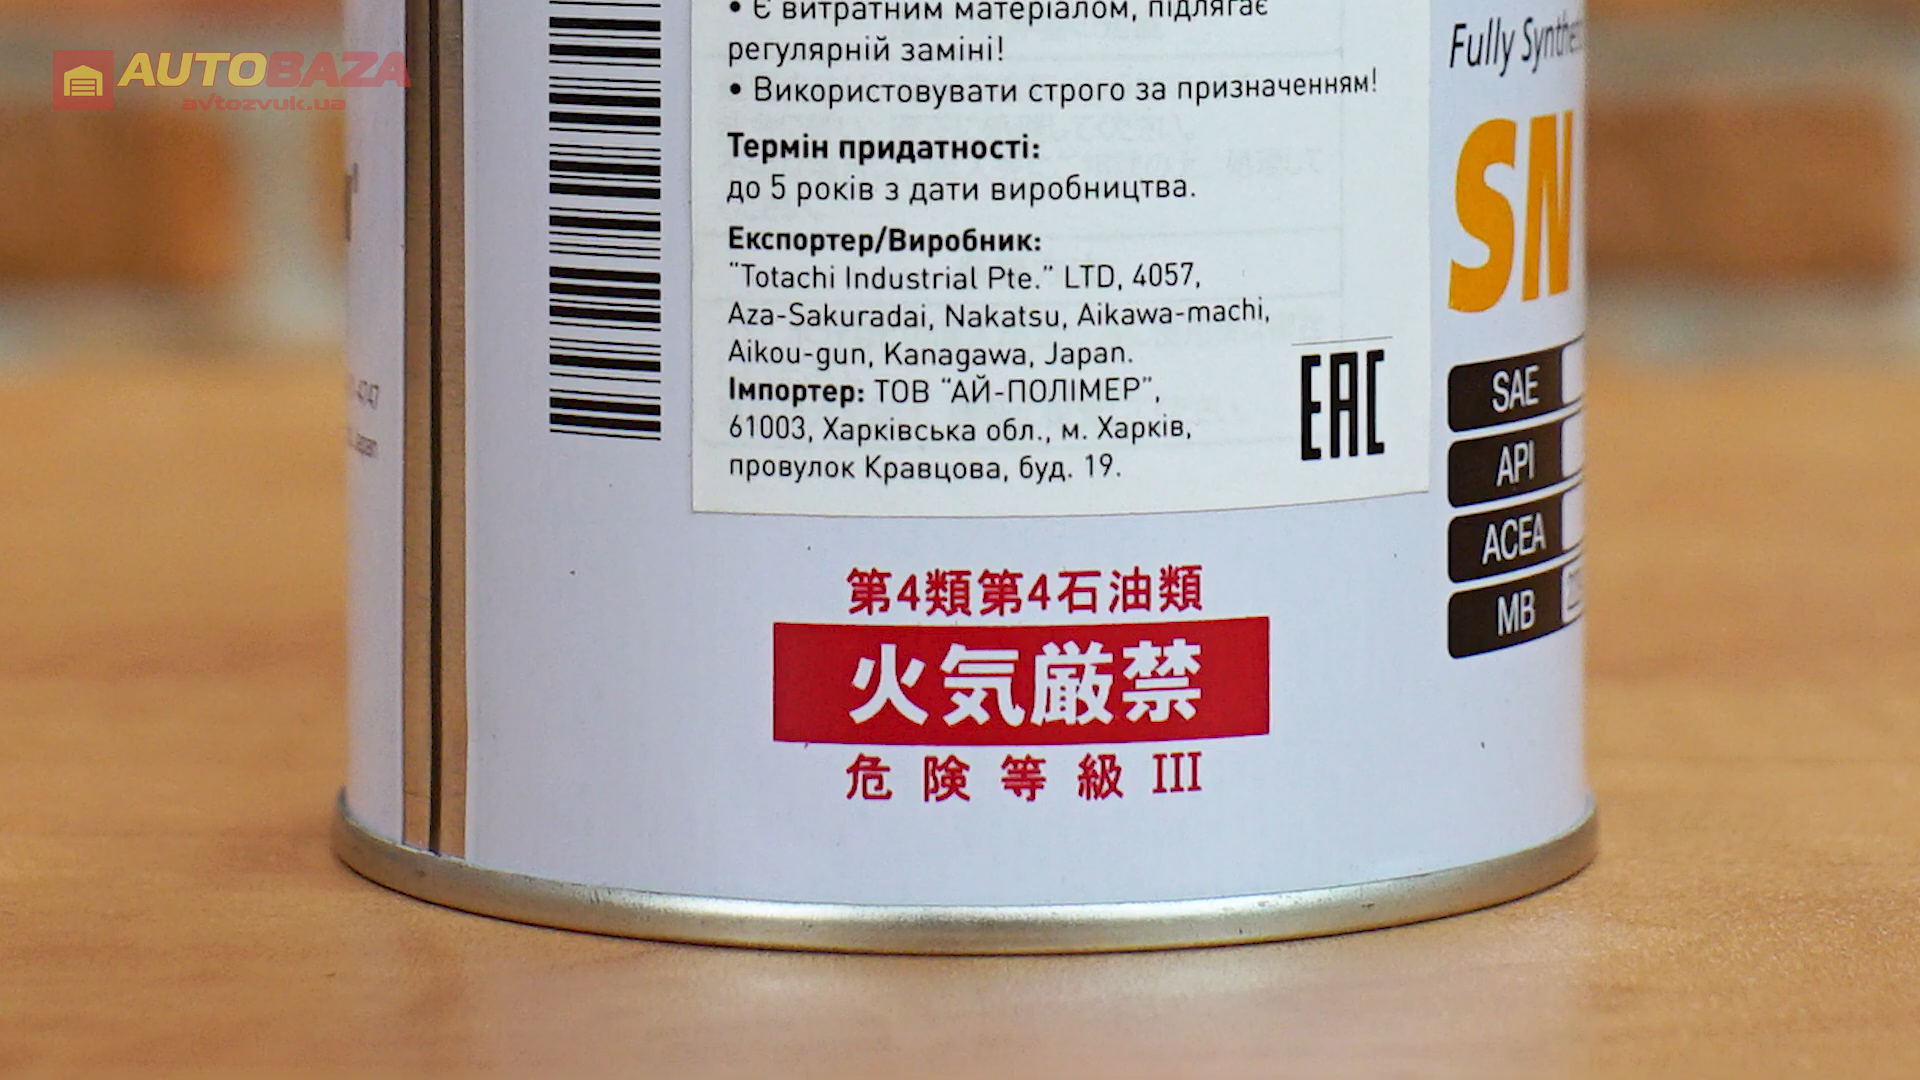 AUTOBAZA
avtozvuk.ua
• Є витратним матеріалом, підлягає
регулярній заміні!
• Використовувати строго за призначенням!
Термін придатності:
до 5 років з дати виробництва.
Експортер/Виробник:
“Totachi Industrial Pte.” LTD, 4057,
Aza-Sakuradai, Nakatsu, Aikawa-machi,
Aikou-gun, Kanagawa, Japan.
Імпортер: ТОВ “АЙ-ПОЛІМЕР”,
61003, Харківська обл., м. Харків,
провулок Кравцова, буд. 19.
EAC
第4類第4石油類
火気厳禁
危険等級 III
Fully
SN
SAE
API
ACEA
MB